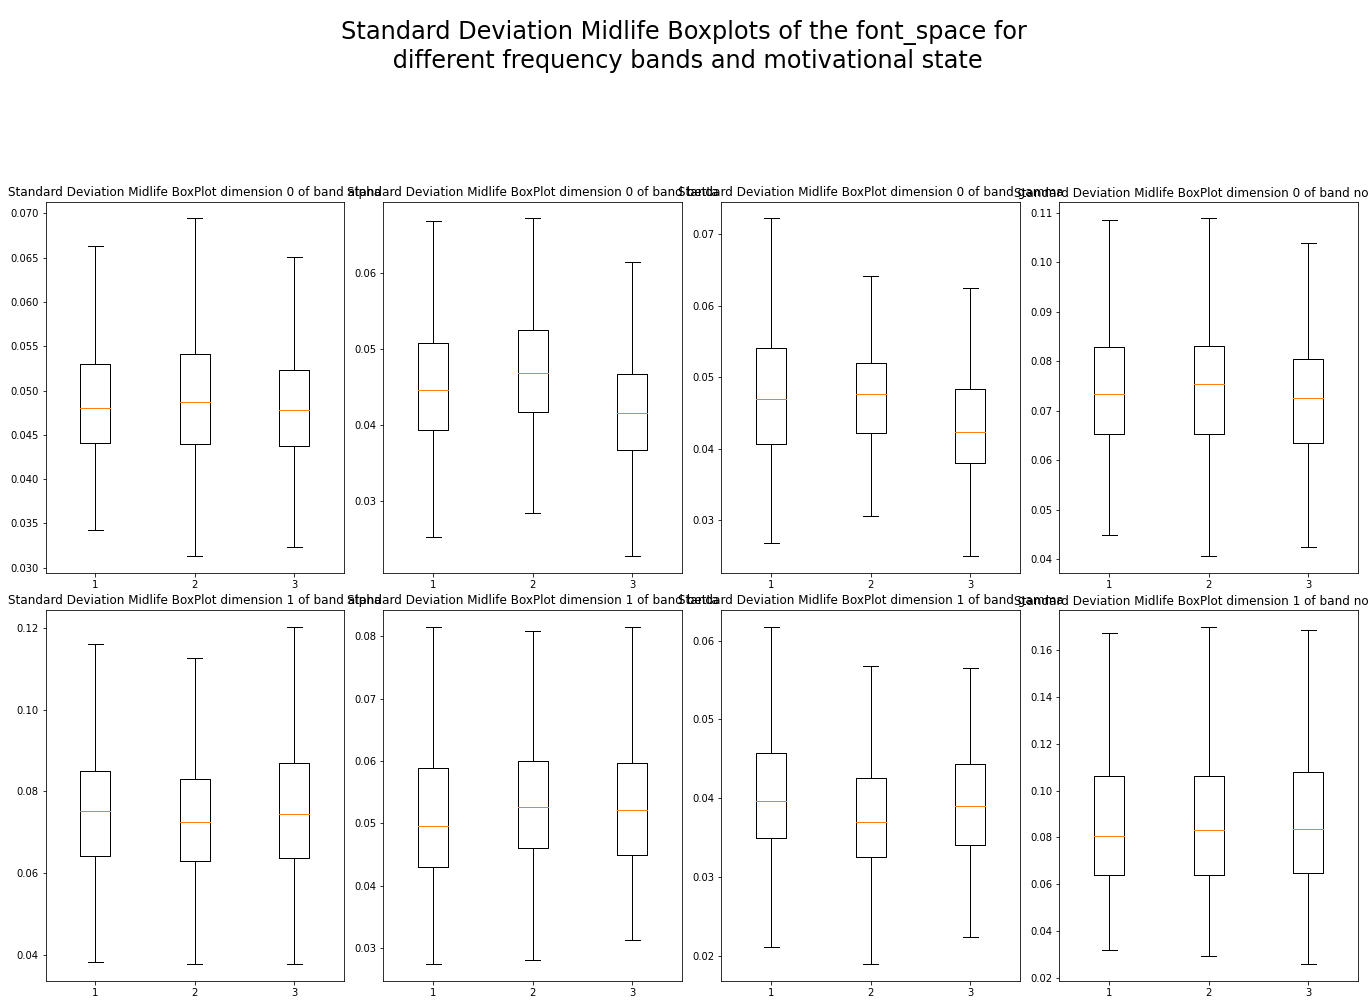 Standard Deviation Midlife Boxplots of the font_space for
different frequency bands and motivational state
Standard Deviation Midlife BoxPlot dimension 0 of band alpha
Standard Deviation Midlife BoxPlot dimension 0 of band beta
Standard Deviation Midlife BoxPlot dimension 0 of band gamma
Standard Deviation Midlife BoxPlot dimension 0 of band no
0.070
0.065
0.060
0.055
0.050
0.045
0.040
0.035
0.030
1 2 3
0.06
0.05
0.04
0.03
1 2 3
0.07
0.06
0.05
0.04
0.03
1 2 3
0.11
0.10
0.09
0.08
0.07
0.06
0.05
0.04
1 2 3
Standard Deviation Midlife BoxPlot dimension 1 of band alpha
Standard Deviation Midlife BoxPlot dimension 1 of band beta
Standard Deviation Midlife BoxPlot dimension 1 of band gamma
Standard Deviation Midlife BoxPlot dimension 1 of band no
0.12
0.10
0.08
0.06
0.04
1 2 3
0.08
0.07
0.06
0.05
0.04
0.03
1 2 3
0.06
0.05
0.04
0.03
0.02
1 2 3
0.16
0.14
0.12
0.10
0.08
0.06
0.04
0.02
1 2 3